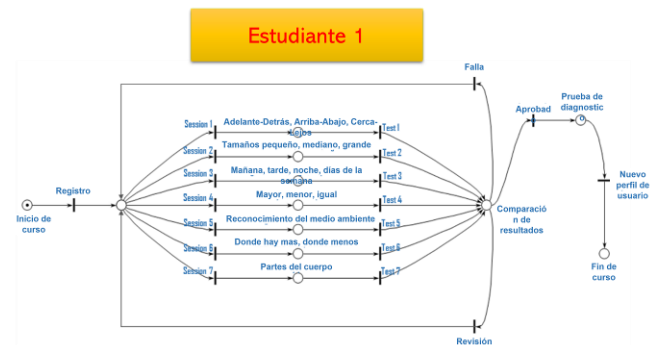 Estudiante 1
Falla
Prueba de
diagnostic
Aprobad
Session 1
Adelante-Detrás, Arriba-Abajo, Cerca-
lejos
Test 1
Session 2
Tamaños pequeño, mediano, grande
Test 2
Session 3
Mañana, tarde, noche, días de la
semana
Test 3
Nuevo
perfil de
usuario
Registro
Session 4
Mayor, menor, igual
Test 4
Inicio de
curso
Session 5
Reconocimiento del medio ambiente
Test 5
Comparació
n de
resultados
Session 6
Donde hay mas, donde menos
Test 6
Session 7
Partes del cuerpo
Test 7
Fin de
curso
Revisión